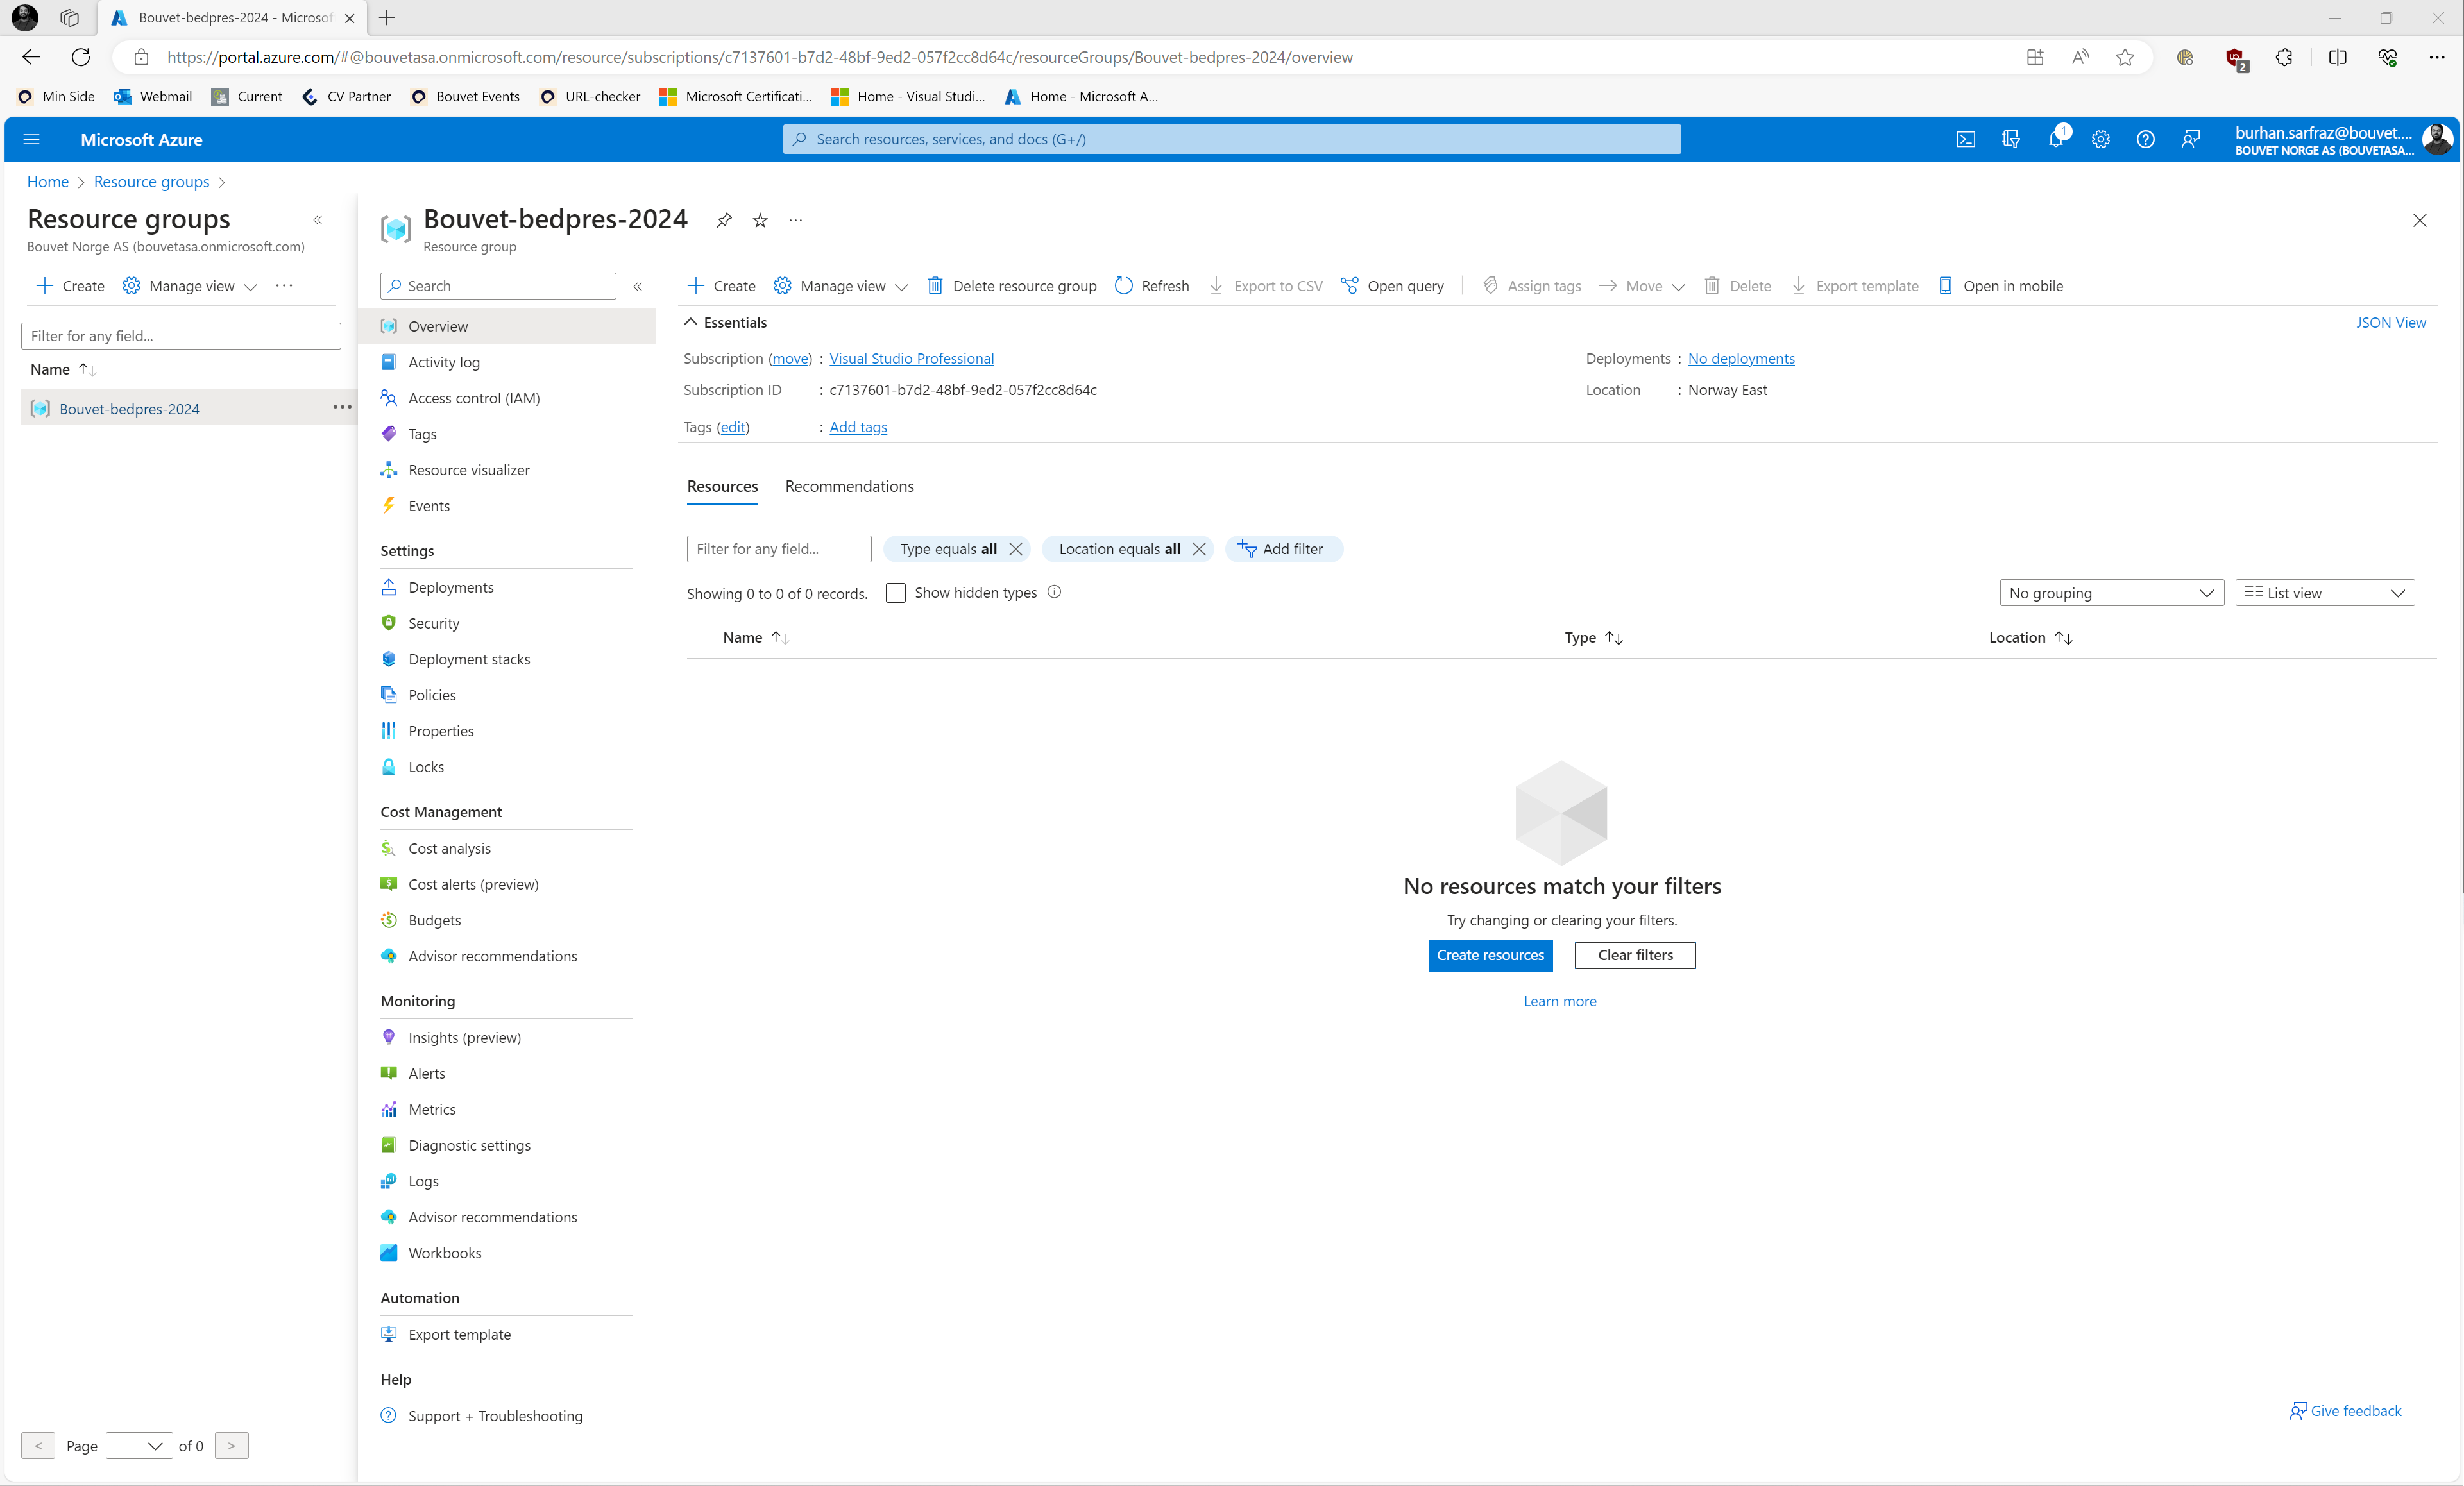 Bouvet-bedpres-2024 - Microsof
https://portal.azure.com/#@bouvetasa.onmicrosoft.com/resource/subscriptions/c7137601-b7d2-48bf-9ed2-057f2cc8d64c/resourceGroups/Bouvet-bedpres-2024/overview
2
Min Side Webmail Current CV Partner Bouvet Events URL-checker Microsoft Certificati... Home - Visual Studi... Home - Microsoft A...
Microsoft Azure
Search resources, services, and docs (G+/)
1
burhan.sarfraz@bouvet....
BOUVET NORGE AS (BOUVETASA...
Home > Resource groups >
Resource groups
Bouvet Norge AS (bouvetasa.onmicrosoft.com)
Create Manage view ...
Filter for any field...
Name
Bouvet-bedpres-2024 ...
< Page of 0 >
Bouvet-bedpres-2024 ...
Resource group
Search
Overview
Activity log
Access control (IAM)
Tags
Resource visualizer
Events
Settings
Deployments
Security
Deployment stacks
Policies
Properties
Locks
Cost Management
Cost analysis
Cost alerts (preview)
Budgets
Advisor recommendations
Monitoring
Insights (preview)
Alerts
Metrics
Diagnostic settings
Logs
Advisor recommendations
Workbooks
Automation
Export template
Help
Support + Troubleshooting
Create Manage view Delete resource group Refresh Export to CSV Open query Assign tags Move Delete Export template Open in mobile
Essentials JSON View
Subscription (move) : Visual Studio Professional Deployments : No deployments
Subscription ID : c7137601-b7d2-48bf-9ed2-057f2cc8d64c Location : Norway East
Tags (edit) : Add tags
Resources Recommendations
Filter for any field... Type equals all Location equals all Add filter
Showing 0 to 0 of 0 records. Show hidden types No grouping List view
Name Type Location
No resources match your filters
Try changing or clearing your filters.
Create resources Clear filters
Learn more
Give feedback